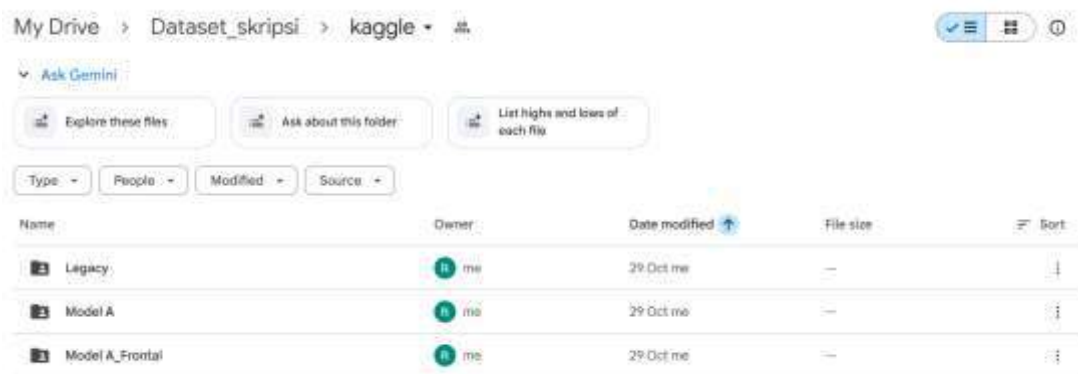 My Drive > Dataset_skripsi > kaggle
Ask Gemini
Explore these files
Ask about this folder
List highs and lows of each file
Type
People
Modified
Source
Name Owner Date modified File size Sort
Legacy R me 29 Oct me —
Model A R me 29 Oct me —
Model A_Frontal R me 29 Oct me —